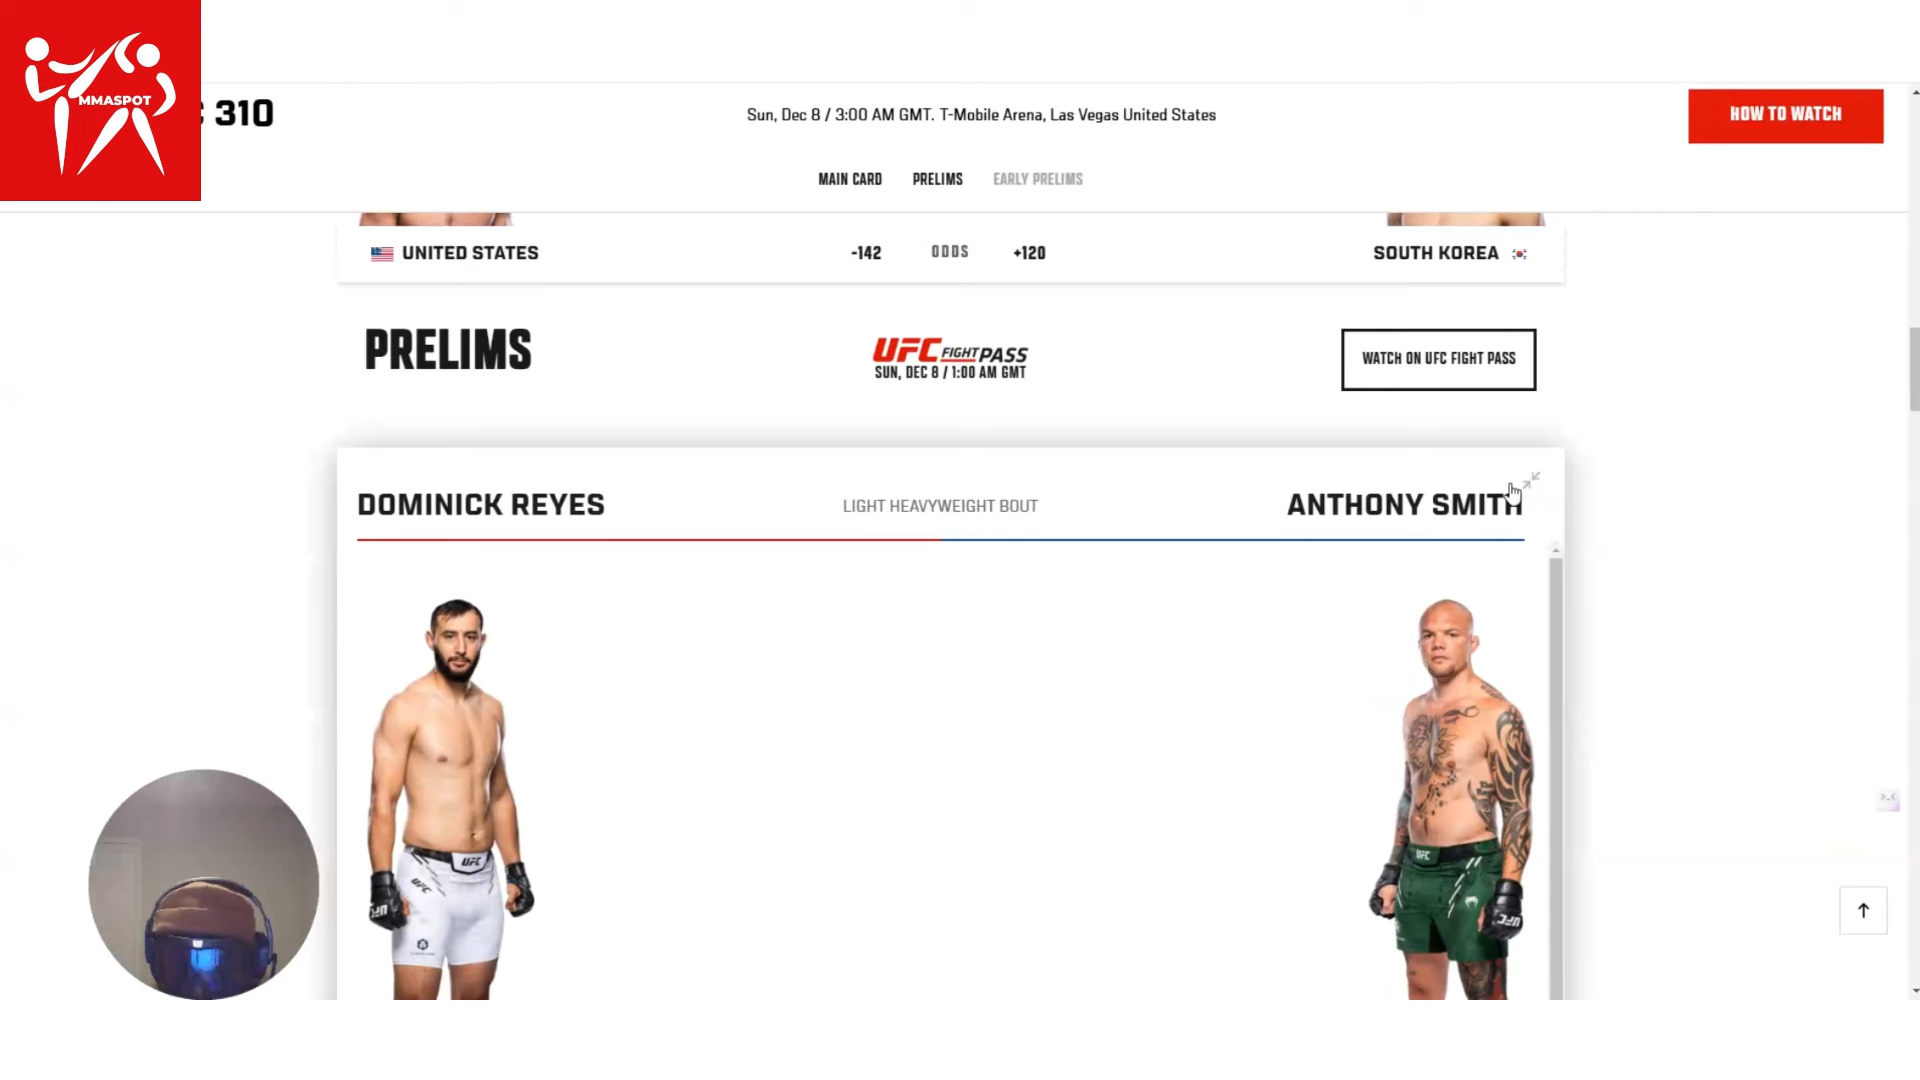 MMASPOT
310
Sun, Dec 8 / 3:00 AM GMT. T-Mobile Arena, Las Vegas United States
HOW TO WATCH
MAIN CARD PRELIMS EARLY PRELIMS
UNITED STATES -142 ODDS +120 SOUTH KOREA
PRELIMS
UFC FIGHT PASS
SUN, DEC 8 / 1:00 AM GMT
WATCH ON UFC FIGHT PASS
DOMINICK REYES LIGHT HEAVYWEIGHT BOUT ANTHONY SMITH
UFC
UFC
UFC
UFC
UFC